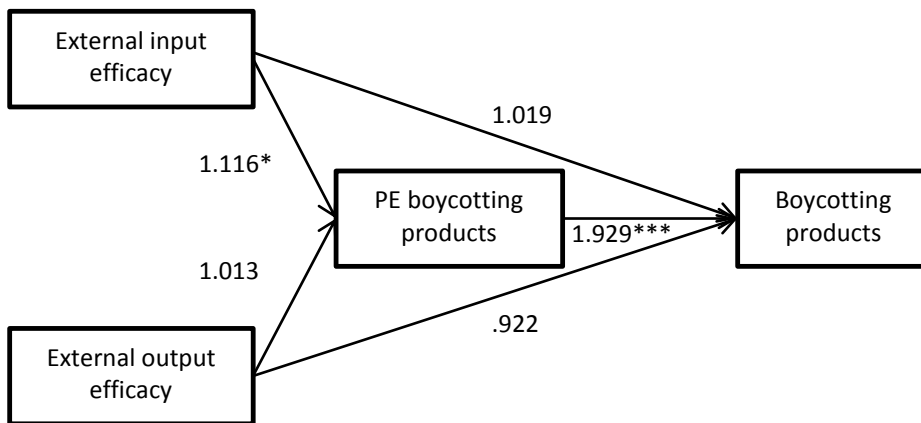 External input
efficacy
1.019
1.116*
PE boycotting
products
1.929***
Boycotting
products
1.013
.922
External output
efficacy